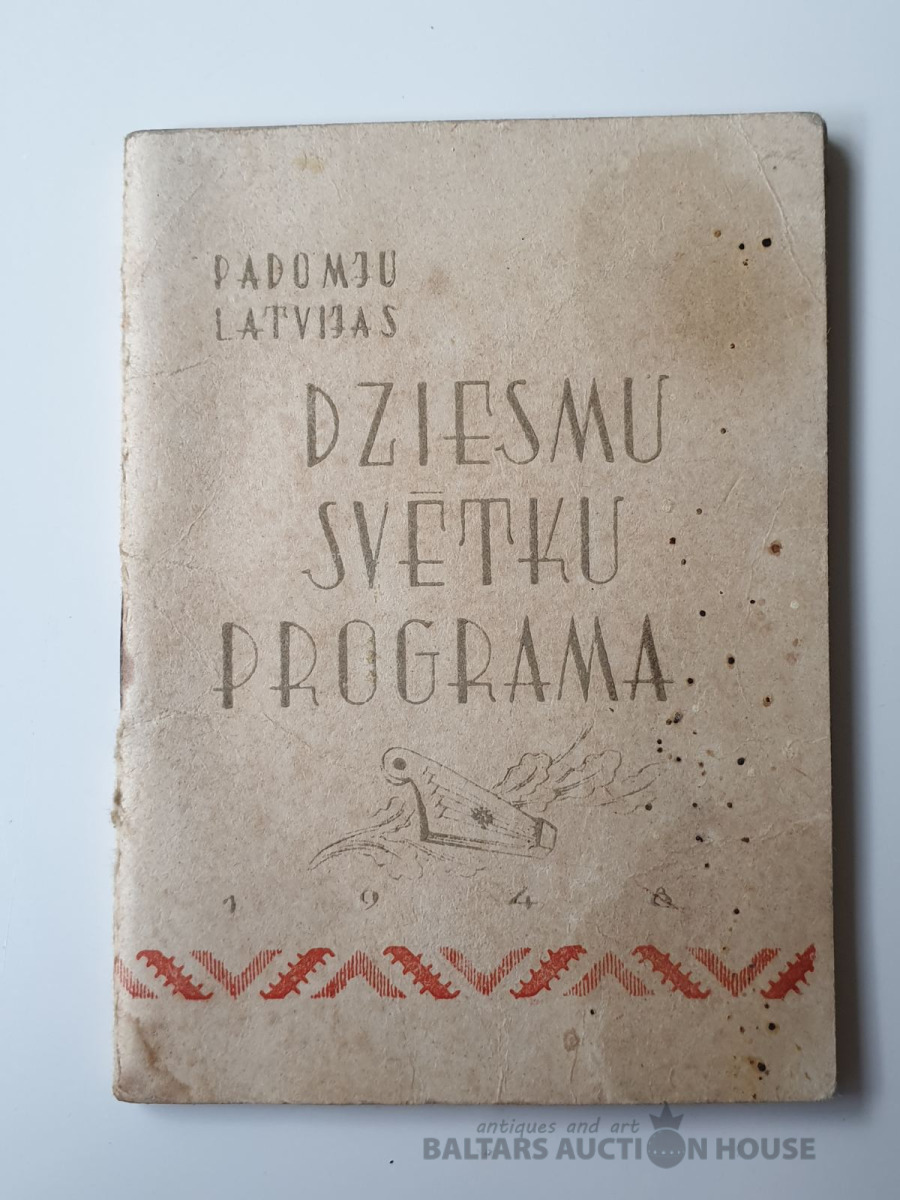 PADOMJU
LATVIJAS
DZIESMU
SVĒTKU
PROGRAMA
1948
antiques and art
BALTARS AUCTION HOUSE